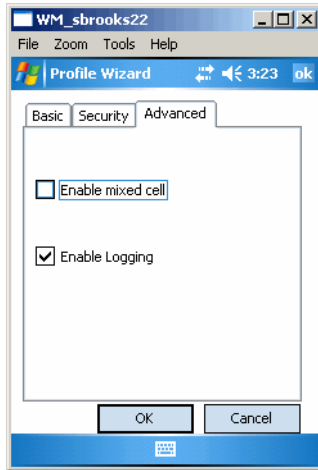 WM_sbrooks22
File Zoom Tools Help
Profile Wizard 3:23 ok
Basic Security Advanced
Enable mixed cell
Enable Logging
OK Cancel